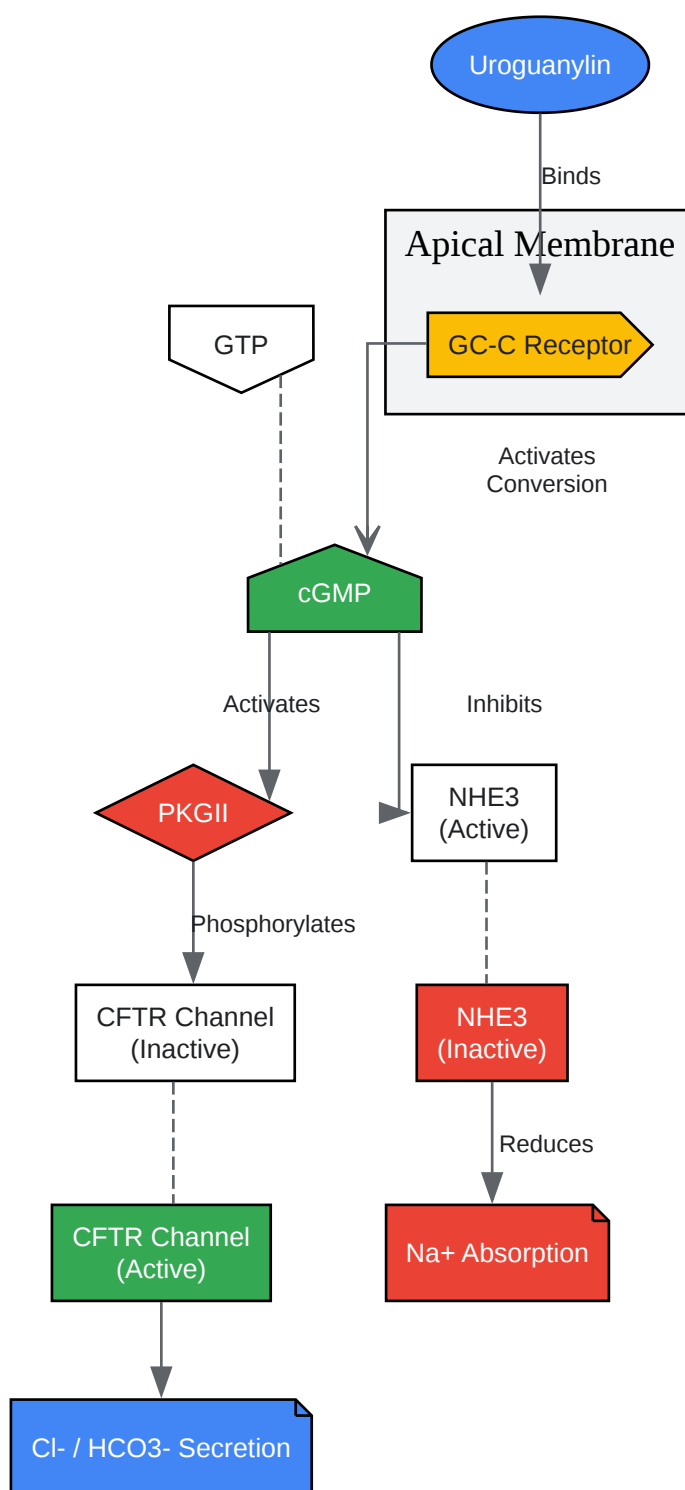 Uroguanylin
Binds
Apical Membrane
GTP
GC-C Receptor
Activates
Conversion
cGMP
Activates
Inhibits
PKGII
NHE3
(Active)
Phosphorylates
CFTR Channel
(Inactive)
NHE3
(Inactive)
Reduces
CFTR Channel
(Active)
Na+ Absorption
Cl- / HCO3- Secretion